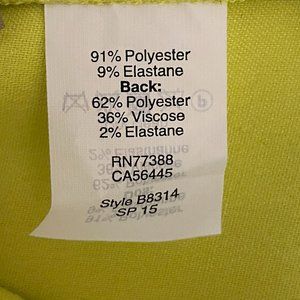 91% Polyester
9% Elastane
Back:
62% Polyester
36% Viscose
2% Elastane
RN77388
CA56445
Style B8314
SP 15